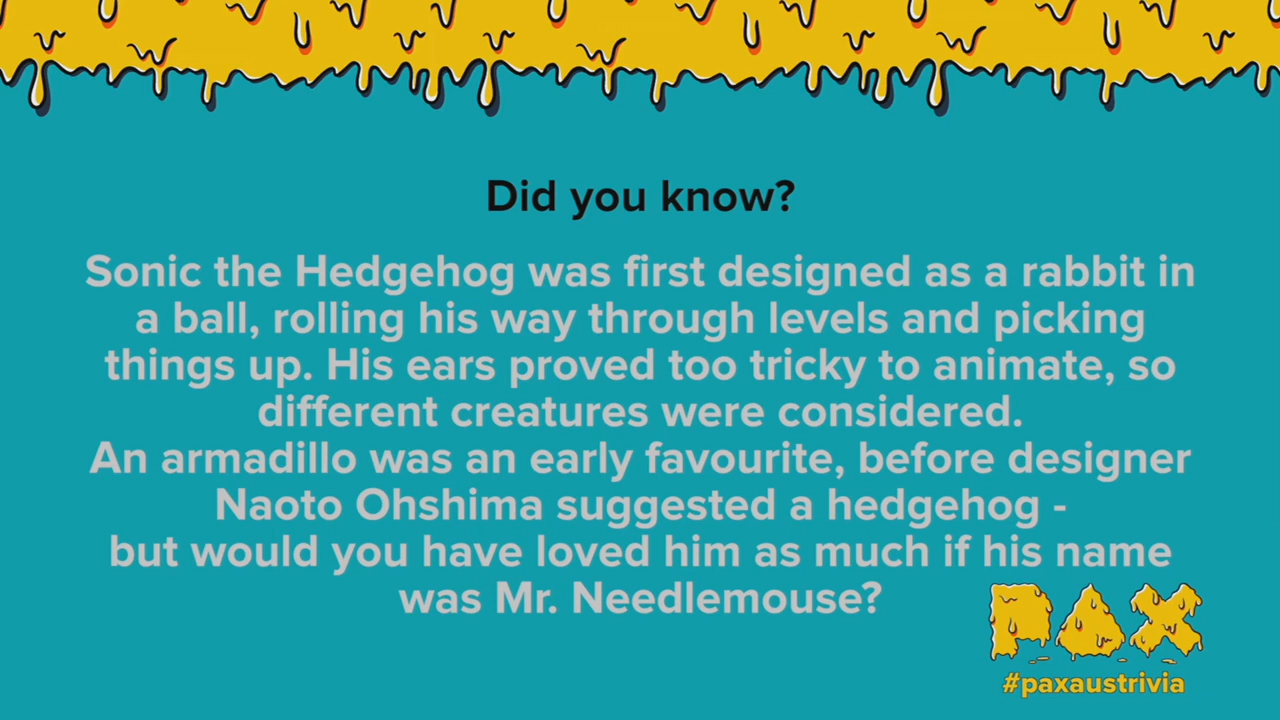 Did you know?
Sonic the Hedgehog was first designed as a rabbit in
a ball, rolling his way through levels and picking
things up. His ears proved too tricky to animate, so
different creatures were considered.
An armadillo was an early favourite, before designer
Naoto Ohshima suggested a hedgehog -
but would you have loved him as much if his name
was Mr. Needlemouse?
PAX
#paxaustrivia